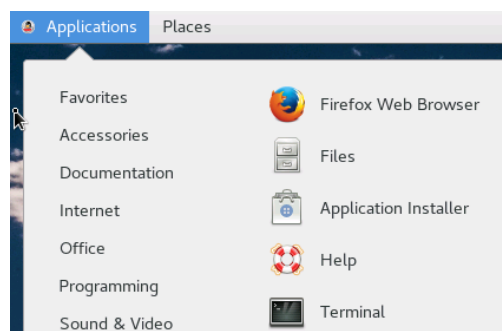 Applications Places
Favorites
Accessories
Documentation
Internet
Office
Programming
Sound & Video
Firefox Web Browser
Files
Application Installer
Help
Terminal